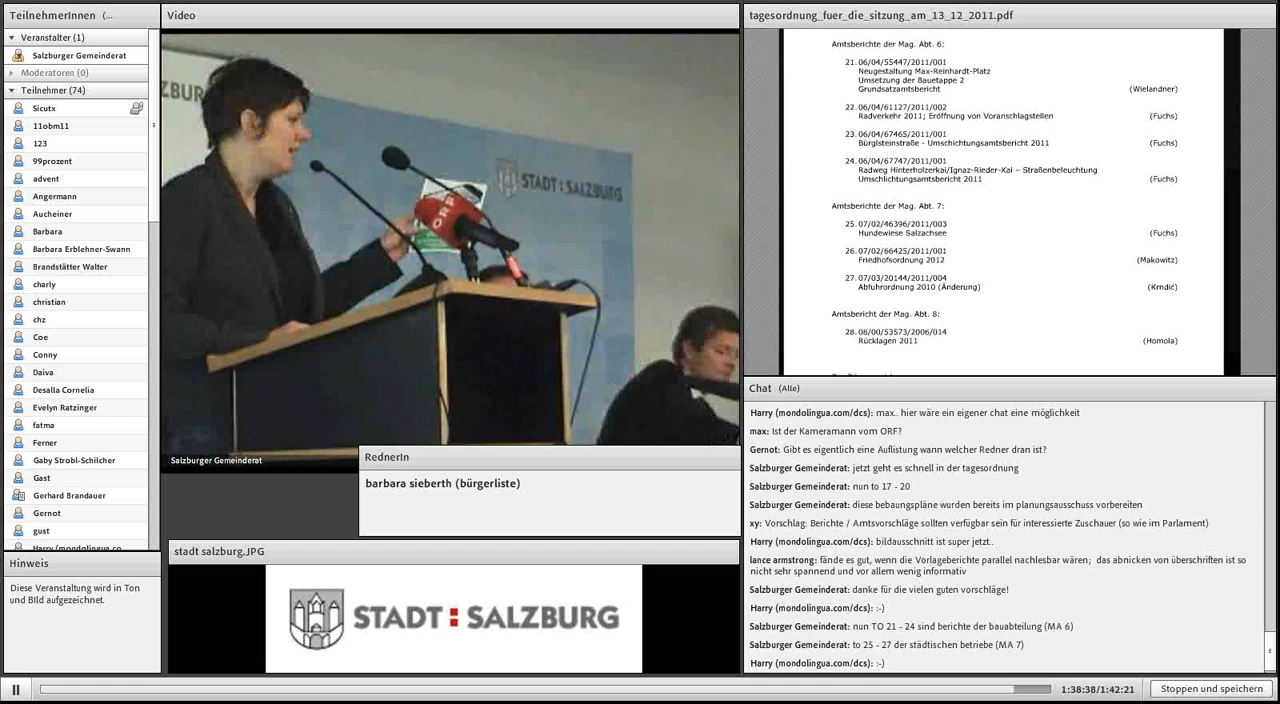 TeilnehmerInnen (...
Veranstalter (1)
Salzburger Gemeinderat
Moderatoren (0)
Teilnehmer (74)
Sicutx
11obm11
123
99prozent
advent
Angermann
Aucheiner
Barbara
Barbara Erblehner-Swann
Brandstätter Walter
charly
christian
chz
Coe
Conny
Daiva
Desalla Cornelia
Evelyn Ratzinger
fatma
Ferner
Gaby Strobl-Schilcher
Gast
Gerhard Brandauer
Gernot
gust
Harry (mondolingua.co
Hinweis
Diese Veranstaltung wird in Ton
und BIld aufgezeichnet.
Video
ZBURG
STADT : SALZBURG
ORF
Salzburger Gemeinderat
RednerIn
barbara sieberth (bürgerliste)
stadt salzburg.JPG
STADT : SALZBURG
tagesordnung_fuer_die_sitzung_am_13_12_2011.pdf
Amtsberichte der Mag. Abt. 6:
21. 06/04/55447/2011/001
Neugestaltung Max-Reinhardt-Platz
Umsetzung der Bauetappe 2
Grundsatzamtsbericht (Wielandner)
22. 06/04/61127/2011/002
Radverkehr 2011; Eröffnung von Voranschlagstellen (Fuchs)
23. 06/04/67465/2011/001
Bürglsteinstraße - Umschichtungsamtsbericht 2011 (Fuchs)
24. 06/04/67747/2011/001
Radweg Hinterholzerkai/Ignaz-Rieder-Kai – Straßenbeleuchtung
Umschlichtungsamtsbericht 2011 (Fuchs)
Amtsberichte der Mag. Abt. 7:
25. 07/02/46396/2011/003
Hundewiese Salzachsee (Fuchs)
26. 07/02/66425/2011/001
Friedhofsordnung 2012 (Makowitz)
27. 07/03/20144/2011/004
Abfuhrordnung 2010 (Änderung) (Krndić)
Amtsbericht der Mag. Abt. 8:
28. 08/00/53573/2006/014
Rücklagen 2011 (Homola)
Chat (Alle)
Harry (mondolingua.com/dcs): max.. hier wäre ein eigener chat eine möglichkeit
max: Ist der Kameramann vom ORF?
Gernot: Gibt es eigentlich eine Auflistung wann welcher Redner dran ist?
Salzburger Gemeinderat: jetzt geht es schnell in der tagesordnung
Salzburger Gemeinderat: nun to 17 - 20
Salzburger Gemeinderat: diese bebaungspläne wurden bereits im planungsausschuss vorbereiten
xy: Vorschlag: Berichte / Amtsvorschläge sollten verfügbar sein für interessierte Zuschauer (so wie im Parlament)
Harry (mondolingua.com/dcs): bildausschnitt ist super jetzt..
lance armstrong: fände es gut, wenn die Vorlageberichte parallel nachlesbar wären; das abnicken von überschriften ist so
nicht sehr spannend und vor allem wenig informativ
Salzburger Gemeinderat: danke für die vielen guten vorschläge!
Harry (mondolingua.com/dcs): :-)
Salzburger Gemeinderat: nun TO 21 - 24 sind berichte der bauabteilung (MA 6)
Salzburger Gemeinderat: to 25 - 27 der städtischen betriebe (MA 7)
Harry (mondolingua.com/dcs): :-)
1:38:38/1:42:21
Stoppen und speichern